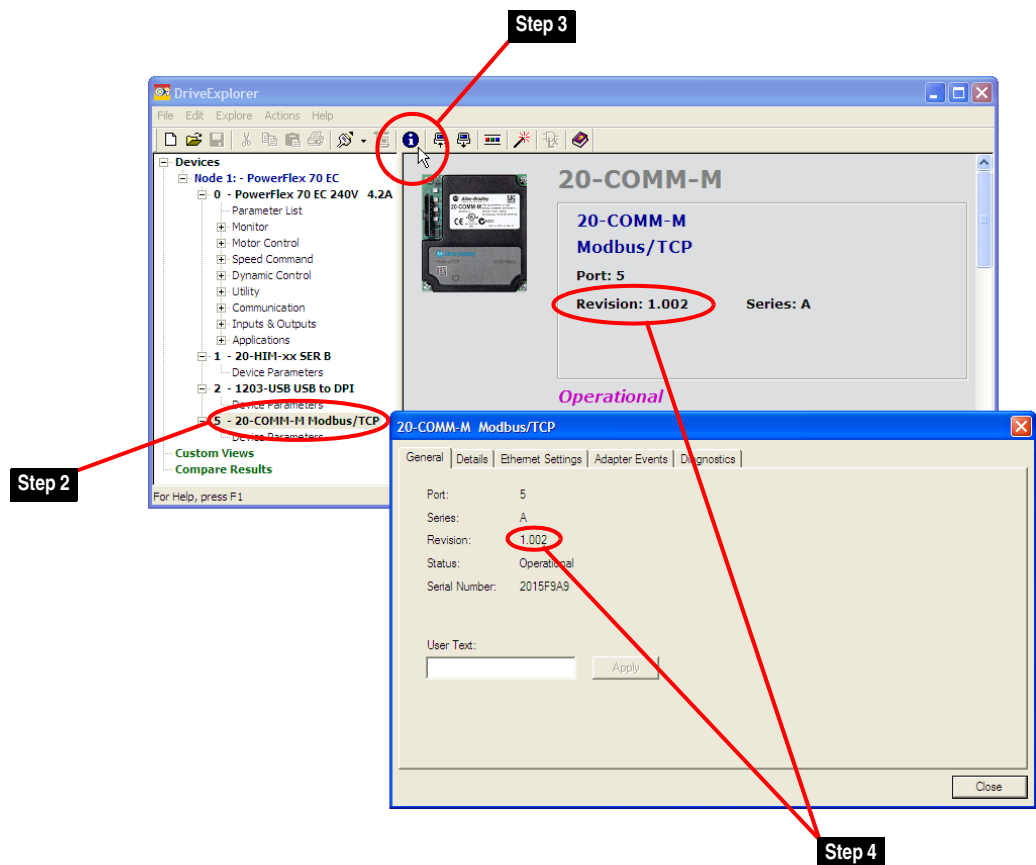 Step 3
DriveExplorer
File Edit Explore Actions Help
Devices
Node 1: - PowerFlex 70 EC
0 - PowerFlex 70 EC 240V 4.2A
Parameter List
Monitor
Motor Control
Speed Command
Dynamic Control
Utility
Communication
Inputs & Outputs
Applications
1 - 20-HIM-xx SER B
Device Parameters
2 - 1203-USB USB to DPI
Device Parameters
5 - 20-COMM-M Modbus/TCP
Device Parameters
Custom Views
Compare Results
For Help, press F1
Allen-Bradley
20-COMM-M
20-COMM-M
20-COMM-M
Modbus/TCP
Port: 5
Revision: 1.002 Series: A
Operational
Step 2
20-COMM-M Modbus/TCP
General Details Ethernet Settings Adapter Events Diagnostics
Port: 5
Series: A
Revision: 1.002
Status: Operational
Serial Number: 2015F9A9
User Text:
Apply
Close
Step 4